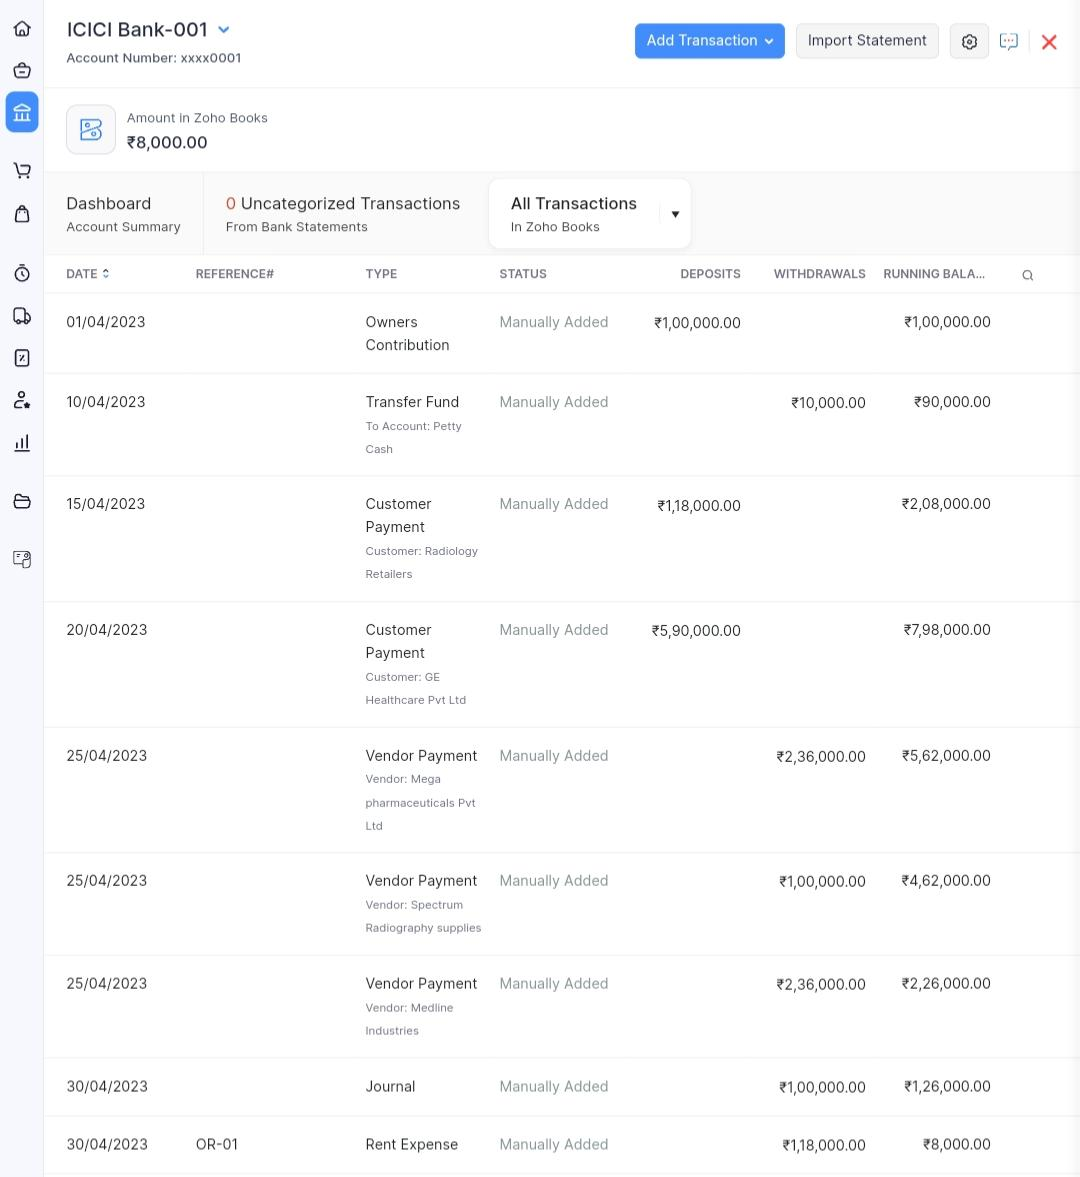 ICICI Bank-001
Account Number: xxxx0001
Add Transaction
Import Statement
Amount in Zoho Books
₹8,000.00
Dashboard
Account Summary
0 Uncategorized Transactions
From Bank Statements
All Transactions
In Zoho Books
DATE REFERENCE# TYPE STATUS DEPOSITS WITHDRAWALS RUNNING BALA...
01/04/2023 Owners Manually Added ₹1,00,000.00 ₹1,00,000.00
Contribution
10/04/2023 Transfer Fund Manually Added ₹10,000.00 ₹90,000.00
To Account: Petty
Cash
15/04/2023 Customer Manually Added ₹1,18,000.00 ₹2,08,000.00
Payment
Customer: Radiology
Retailers
20/04/2023 Customer Manually Added ₹5,90,000.00 ₹7,98,000.00
Payment
Customer: GE
Healthcare Pvt Ltd
25/04/2023 Vendor Payment Manually Added ₹2,36,000.00 ₹5,62,000.00
Vendor: Mega
pharmaceuticals Pvt
Ltd
25/04/2023 Vendor Payment Manually Added ₹1,00,000.00 ₹4,62,000.00
Vendor: Spectrum
Radiography supplies
25/04/2023 Vendor Payment Manually Added ₹2,36,000.00 ₹2,26,000.00
Vendor: Medline
Industries
30/04/2023 Journal Manually Added ₹1,00,000.00 ₹1,26,000.00
30/04/2023 OR-01 Rent Expense Manually Added ₹1,18,000.00 ₹8,000.00